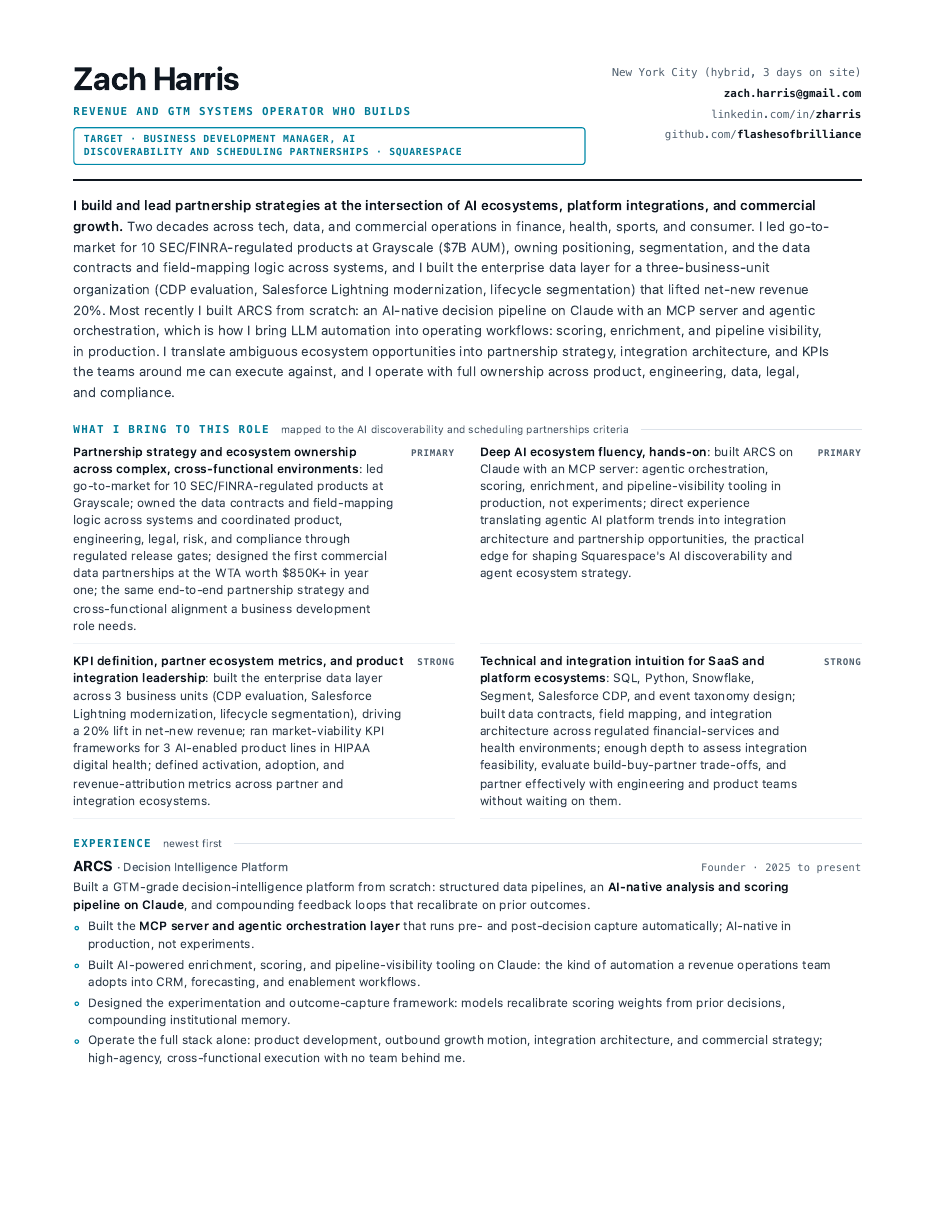 Zach Harris
REVENUE AND GTM SYSTEMS OPERATOR WHO BUILDS
TARGET · BUSINESS DEVELOPMENT MANAGER, AI
DISCOVERABILITY AND SCHEDULING PARTNERSHIPS · SQUARESPACE
New York City (hybrid, 3 days on site)
zach.harris@gmail.com
linkedin.com/in/zharris
github.com/flashesofbrilliance
I build and lead partnership strategies at the intersection of AI ecosystems, platform integrations, and commercial
growth. Two decades across tech, data, and commercial operations in finance, health, sports, and consumer. I led go-to-
market for 10 SEC/FINRA-regulated products at Grayscale ($7B AUM), owning positioning, segmentation, and the data
contracts and field-mapping logic across systems, and I built the enterprise data layer for a three-business-unit
organization (CDP evaluation, Salesforce Lightning modernization, lifecycle segmentation) that lifted net-new revenue
20%. Most recently I built ARCS from scratch: an AI-native decision pipeline on Claude with an MCP server and agentic
orchestration, which is how I bring LLM automation into operating workflows: scoring, enrichment, and pipeline visibility,
in production. I translate ambiguous ecosystem opportunities into partnership strategy, integration architecture, and KPIs
the teams around me can execute against, and I operate with full ownership across product, engineering, data, legal,
and compliance.
WHAT I BRING TO THIS ROLE mapped to the AI discoverability and scheduling partnerships criteria
Partnership strategy and ecosystem ownership PRIMARY
across complex, cross-functional environments: led
go-to-market for 10 SEC/FINRA-regulated products at
Grayscale; owned the data contracts and field-mapping
logic across systems and coordinated product,
engineering, legal, risk, and compliance through
regulated release gates; designed the first commercial
data partnerships at the WTA worth $850K+ in year
one; the same end-to-end partnership strategy and
cross-functional alignment a business development
role needs.
Deep AI ecosystem fluency, hands-on: built ARCS on PRIMARY
Claude with an MCP server: agentic orchestration,
scoring, enrichment, and pipeline-visibility tooling in
production, not experiments; direct experience
translating agentic AI platform trends into integration
architecture and partnership opportunities, the practical
edge for shaping Squarespace's AI discoverability and
agent ecosystem strategy.
KPI definition, partner ecosystem metrics, and product STRONG
integration leadership: built the enterprise data layer
across 3 business units (CDP evaluation, Salesforce
Lightning modernization, lifecycle segmentation), driving
a 20% lift in net-new revenue; ran market-viability KPI
frameworks for 3 AI-enabled product lines in HIPAA
digital health; defined activation, adoption, and
revenue-attribution metrics across partner and
integration ecosystems.
Technical and integration intuition for SaaS and STRONG
platform ecosystems: SQL, Python, Snowflake,
Segment, Salesforce CDP, and event taxonomy design;
built data contracts, field mapping, and integration
architecture across regulated financial-services and
health environments; enough depth to assess integration
feasibility, evaluate build-buy-partner trade-offs, and
partner effectively with engineering and product teams
without waiting on them.
EXPERIENCE newest first
ARCS · Decision Intelligence Platform Founder · 2025 to present
Built a GTM-grade decision-intelligence platform from scratch: structured data pipelines, an AI-native analysis and scoring
pipeline on Claude, and compounding feedback loops that recalibrate on prior outcomes.
Built the MCP server and agentic orchestration layer that runs pre- and post-decision capture automatically; AI-native in
production, not experiments.
Built AI-powered enrichment, scoring, and pipeline-visibility tooling on Claude: the kind of automation a revenue operations team
adopts into CRM, forecasting, and enablement workflows.
Designed the experimentation and outcome-capture framework: models recalibrate scoring weights from prior decisions,
compounding institutional memory.
Operate the full stack alone: product development, outbound growth motion, integration architecture, and commercial strategy;
high-agency, cross-functional execution with no team behind me.